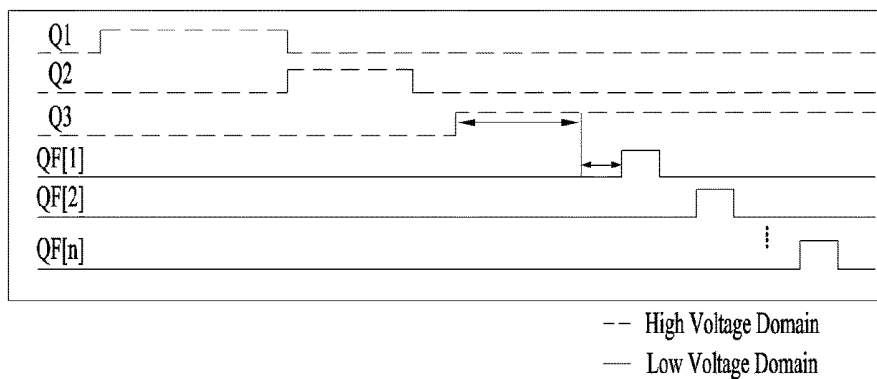 Q1
Q2
Q3
QF[1]
QF[2]
QF[n]
High Voltage Domain
Low Voltage Domain